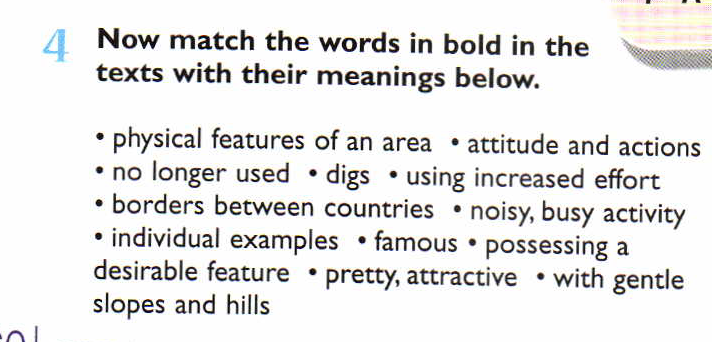 4 Now match the words in bold in the
texts with their meanings below.
• physical features of an area • attitude and actions
• no longer used • digs • using increased effort
• borders between countries • noisy, busy activity
• individual examples • famous • possessing a
desirable feature • pretty, attractive • with gentle
slopes and hills